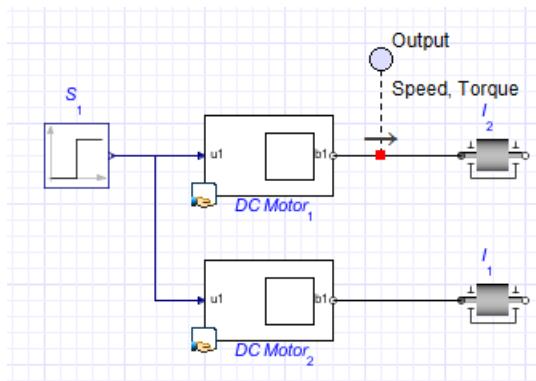 Output
Speed, Torque
S
1
I
2
u1
b1
DC Motor
1
I
1
u1
b1
DC Motor
2